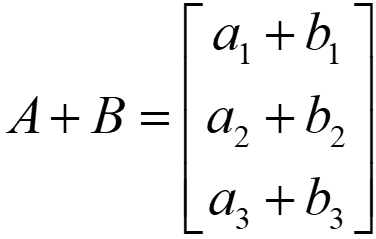 A + B = [ a₁ + b₁
a₂ + b₂
a₃ + b₃ ]